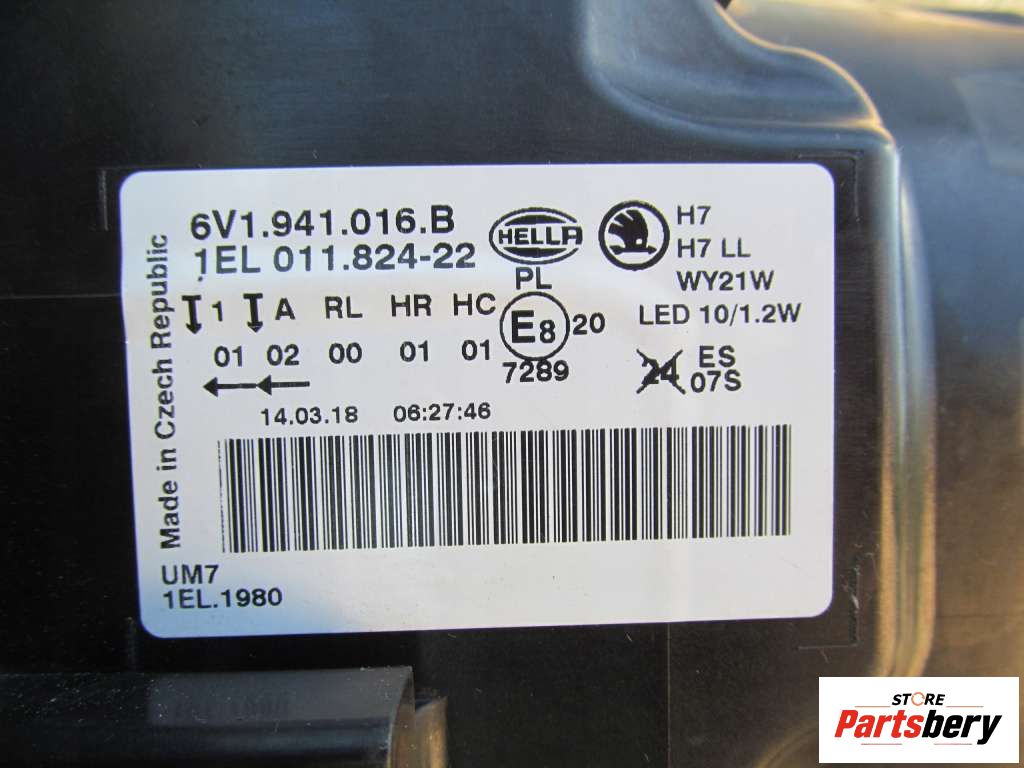 6V1.941.016.B
1EL 011.824-22
HELLA
PL
H7
H7 LL
WY21W
LED 10/1.2W
1 A RL HR HC
01 02 00 01 01
E8 20
7289
24 ES
07S
14.03.18 06:27:46
Made in Czech Republic
UM7
1EL.1980
STORE
Partsbery